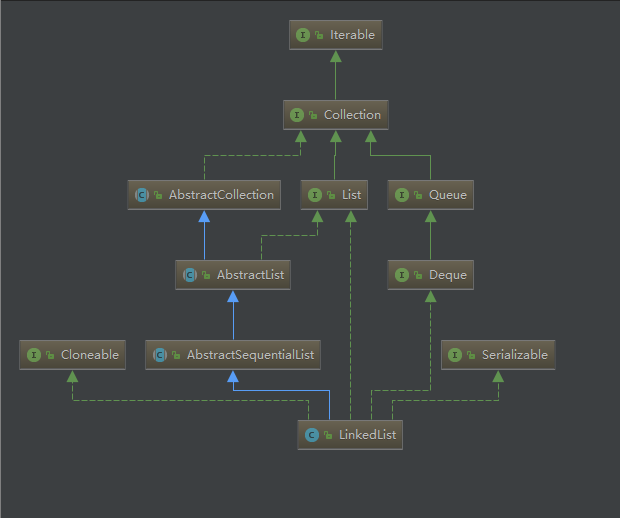 Iterable
Collection
AbstractCollection
List
Queue
AbstractList
Deque
Cloneable
AbstractSequentialList
Serializable
LinkedList